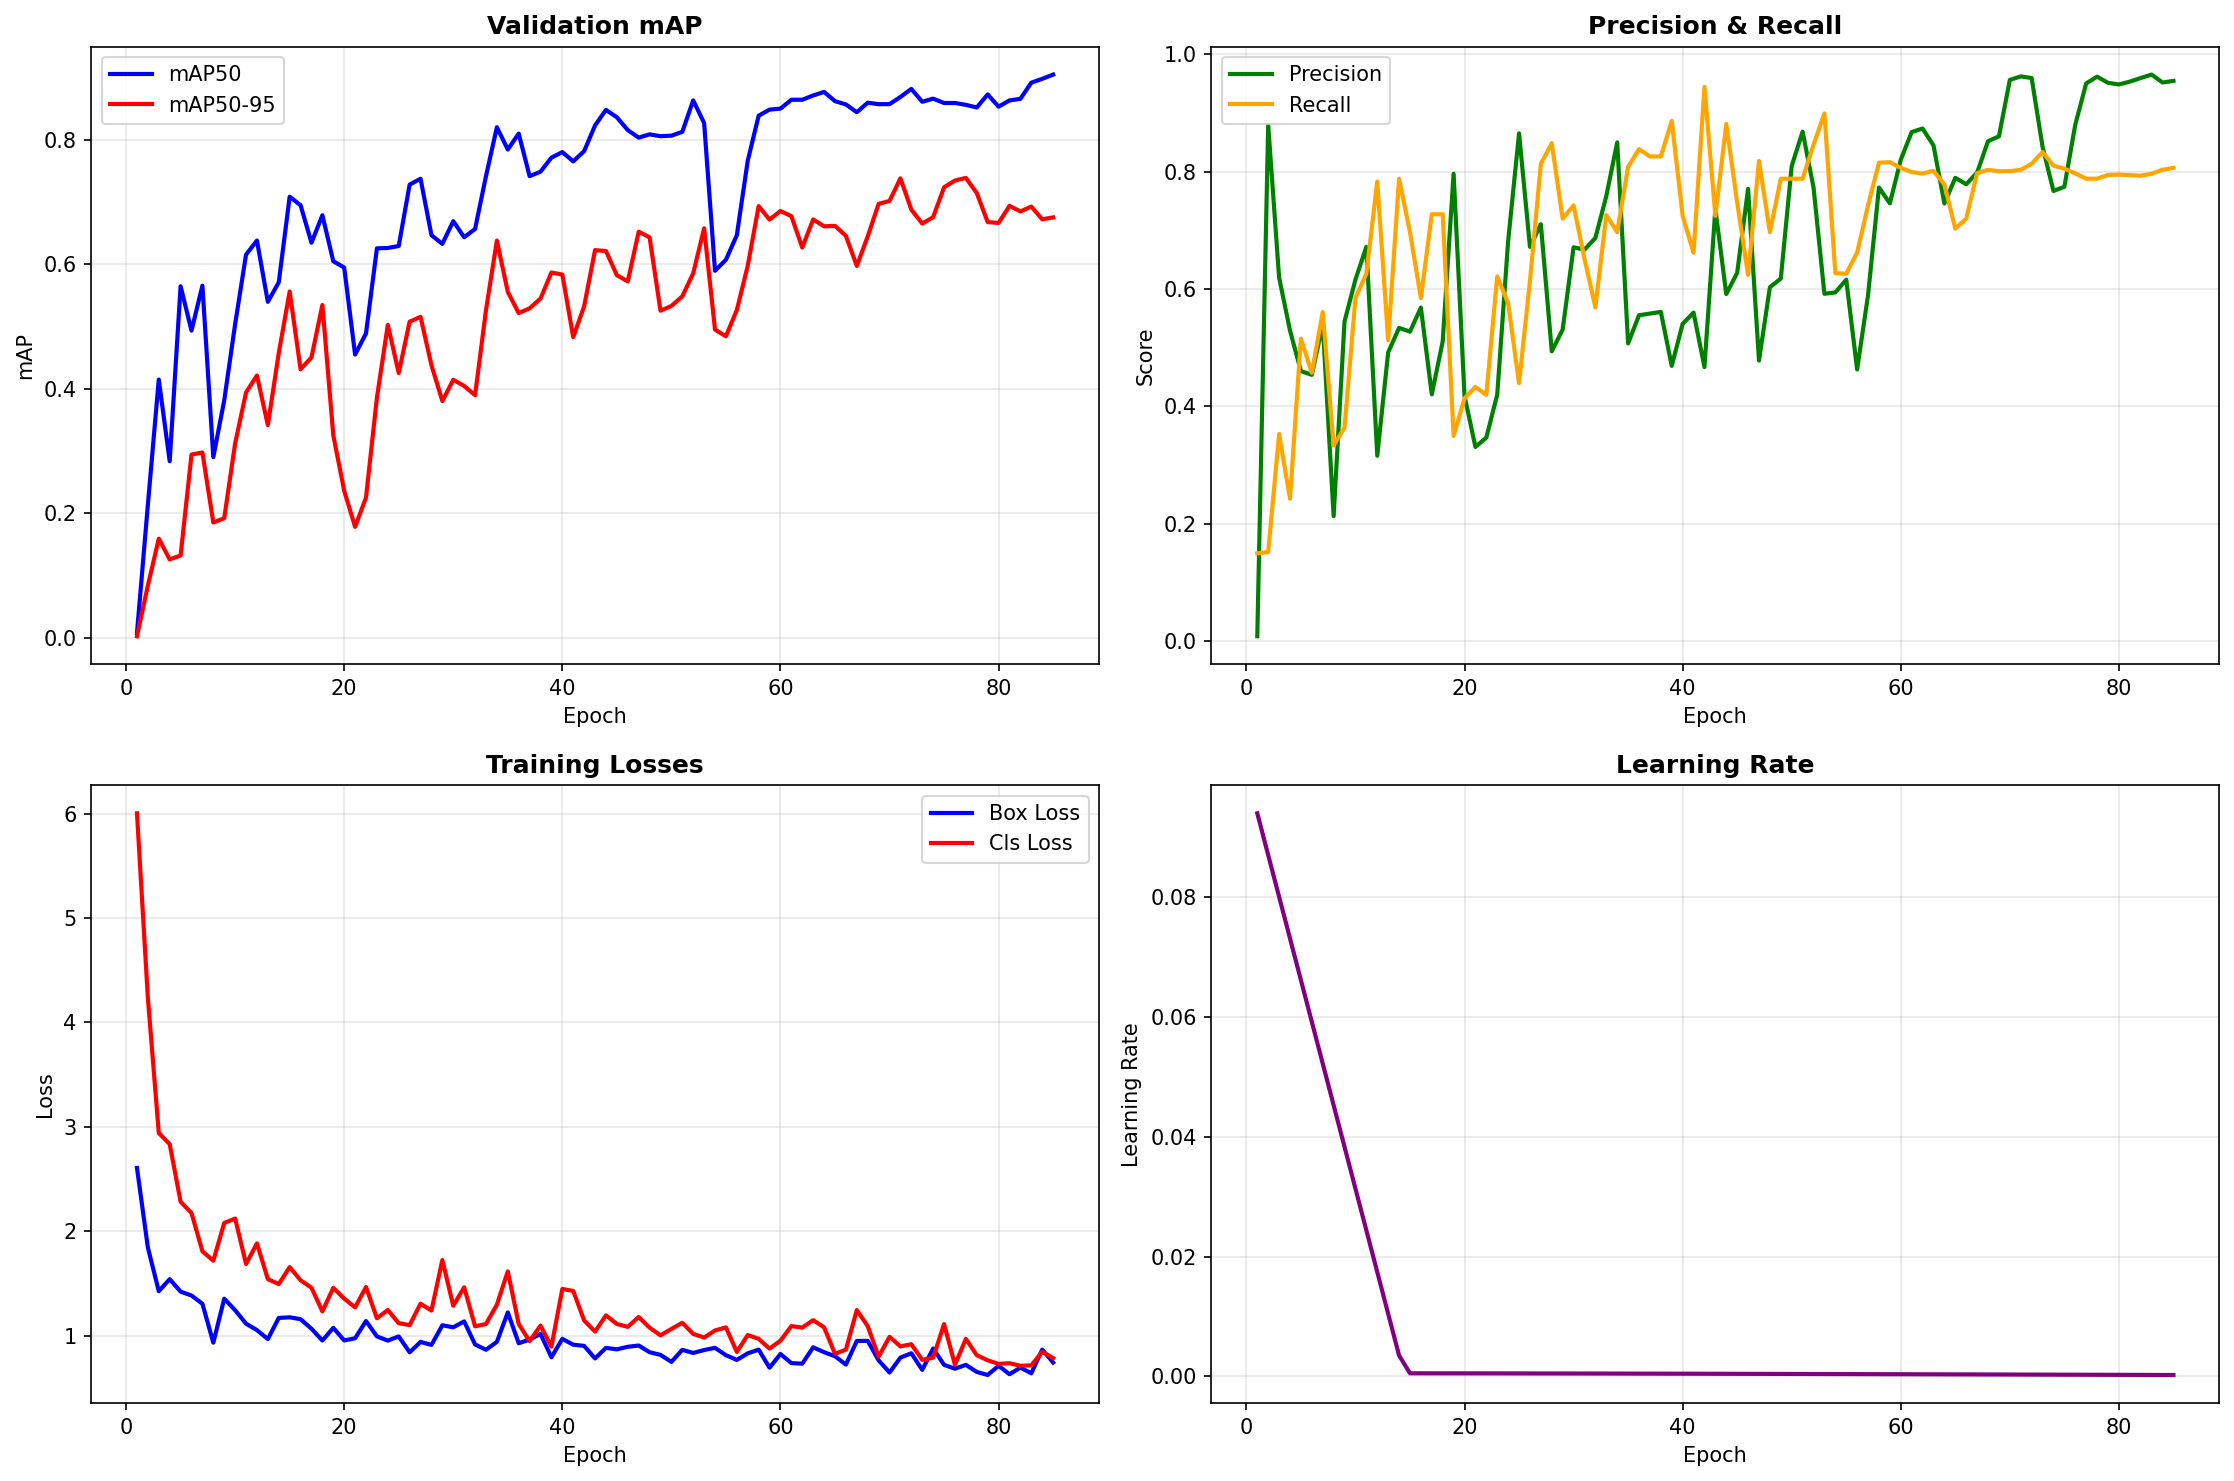 Validation mAP
mAP50
mAP50-95
mAP
0.8
0.6
0.4
0.2
0.0
0 20 40 60 80
Epoch
Precision & Recall
Precision
Recall
Score
1.0
0.8
0.6
0.4
0.2
0.0
0 20 40 60 80
Epoch
Training Losses
Box Loss
Cls Loss
Loss
6
5
4
3
2
1
0 20 40 60 80
Epoch
Learning Rate
Learning Rate
0.08
0.06
0.04
0.02
0.00
0 20 40 60 80
Epoch